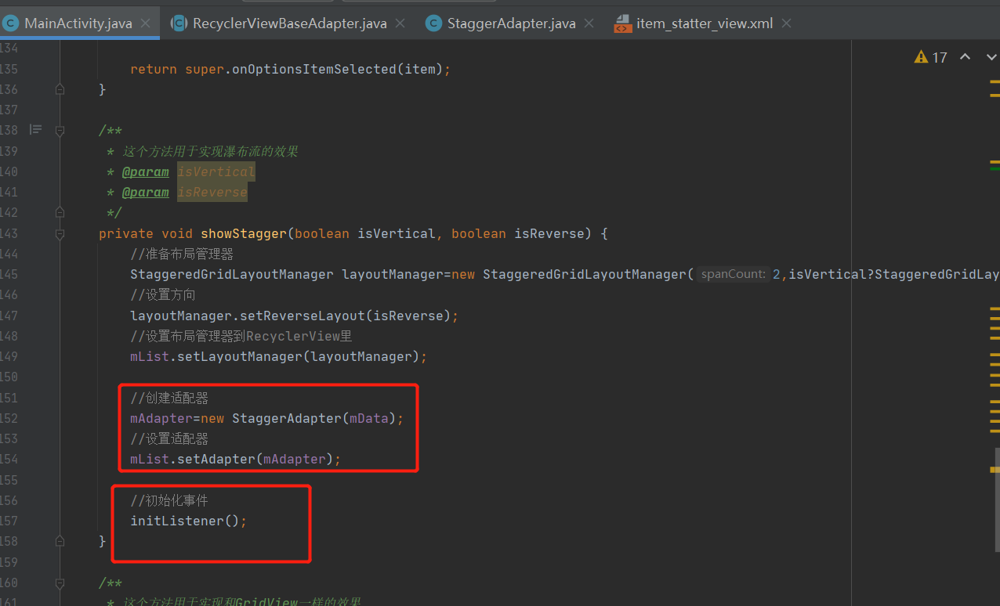 MainActivity.java
RecyclerViewBaseAdapter.java
StaggerAdapter.java
item_statter_view.xml
17
134
135 return super.onOptionsItemSelected(item);
136 }
137
138 /**
139 * 这个方法用于实现瀑布流的效果
140 * @param isVertical
141 * @param isReverse
142 */
143 private void showStagger(boolean isVertical, boolean isReverse) {
144 //准备布局管理器
145 StaggeredGridLayoutManager layoutManager=new StaggeredGridLayoutManager( spanCount: 2,isVertical?StaggeredGridLay
146 //设置方向
147 layoutManager.setReverseLayout(isReverse);
148 //设置布局管理器到RecyclerView里
149 mList.setLayoutManager(layoutManager);
150
151 //创建适配器
152 mAdapter=new StaggerAdapter(mData);
153 //设置适配器
154 mList.setAdapter(mAdapter);
155
156 //初始化事件
157 initListener();
158 }
159
160 /**
161 * 这个方法用于实现和GridView一样的效果